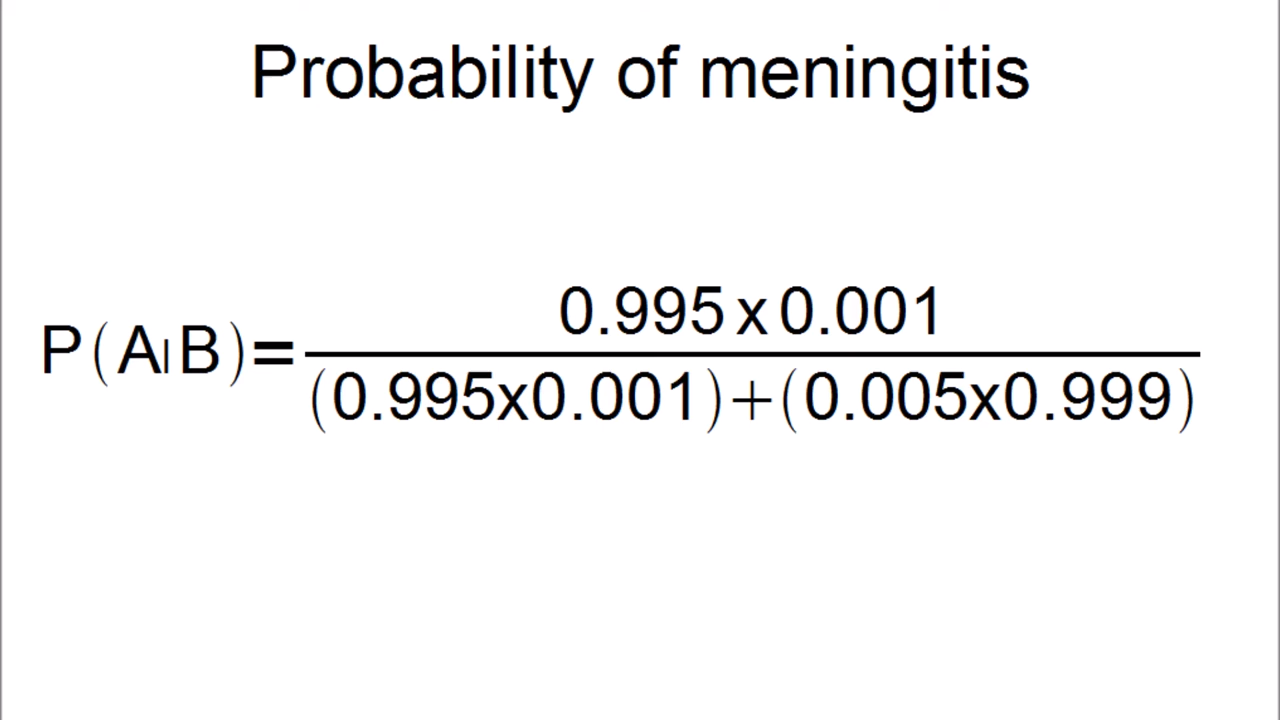 Probability of meningitis
0.995 x 0.001
P(A|B)=
(0.995x0.001)+(0.005x0.999)